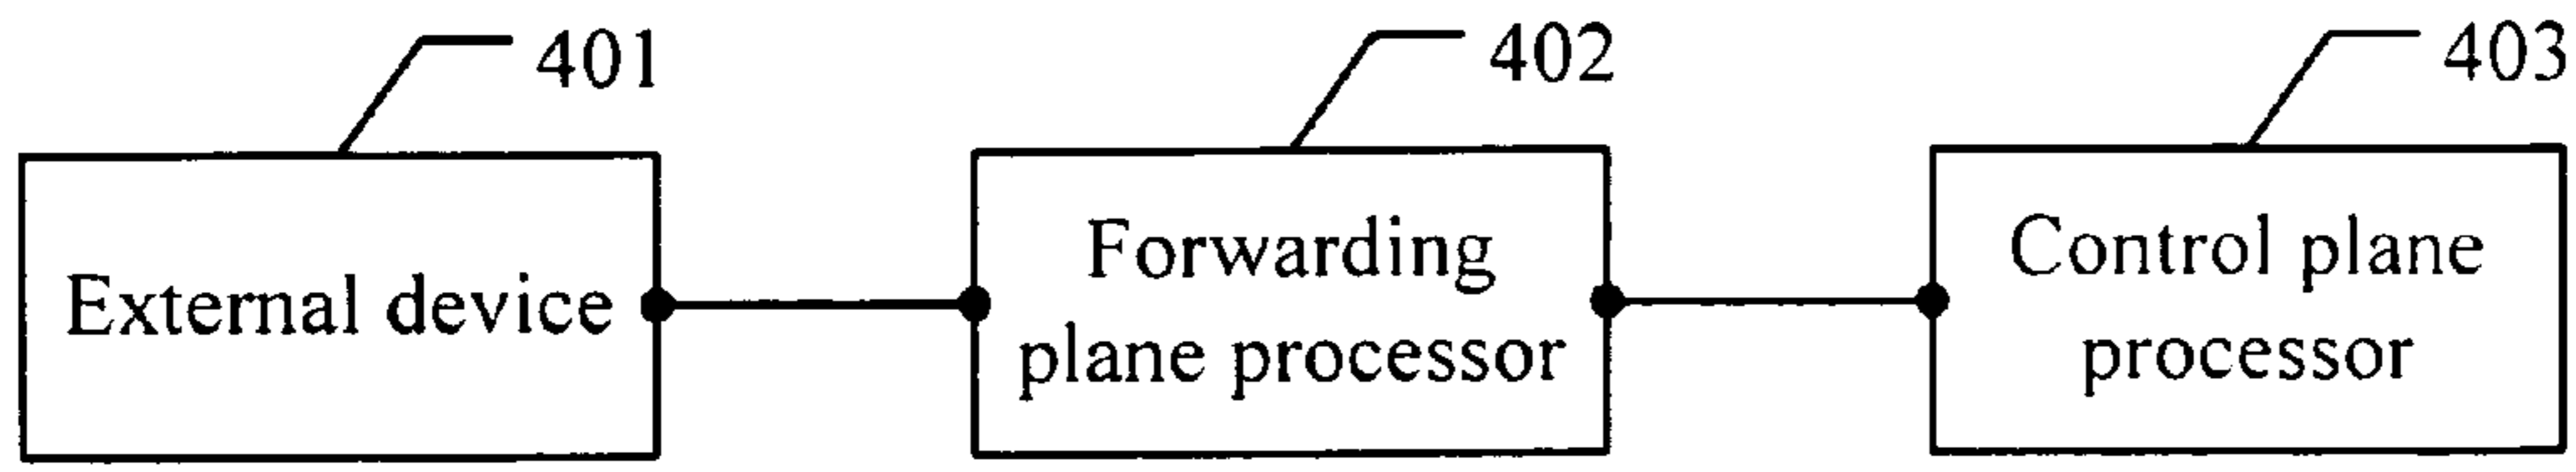 401
402
403
External device
Forwarding
plane processor
Control plane
processor